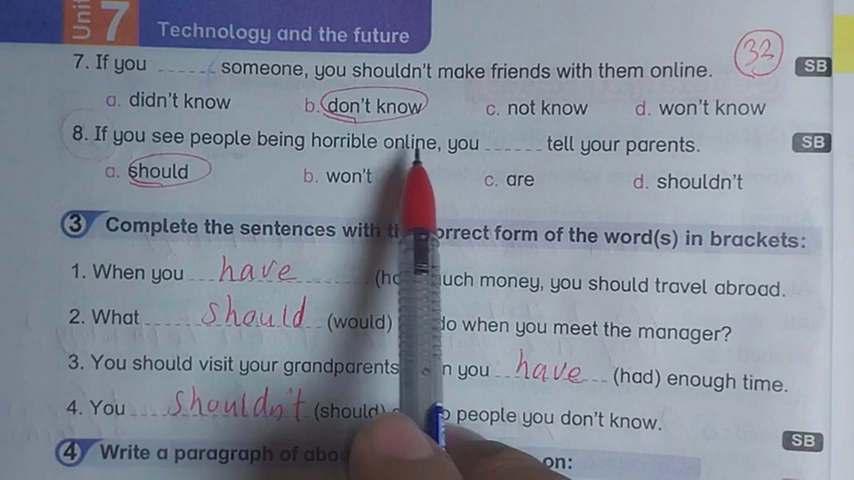 Unit 7 Technology and the future
33
7. If you ...... someone, you shouldn't make friends with them online. SB
a. didn't know b. don't know c. not know d. won't know
8. If you see people being horrible online, you ...... tell your parents. SB
a. should b. won't c. are d. shouldn't
3 Complete the sentences with orrect form of the word(s) in brackets:
1. When you have uch money, you should travel abroad.
2. What should (would) do when you meet the manager?
3. You should visit your grandparents n you have (had) enough time.
4. You shouldn't (should) people you don't know.
SB
4 Write a paragraph of on: